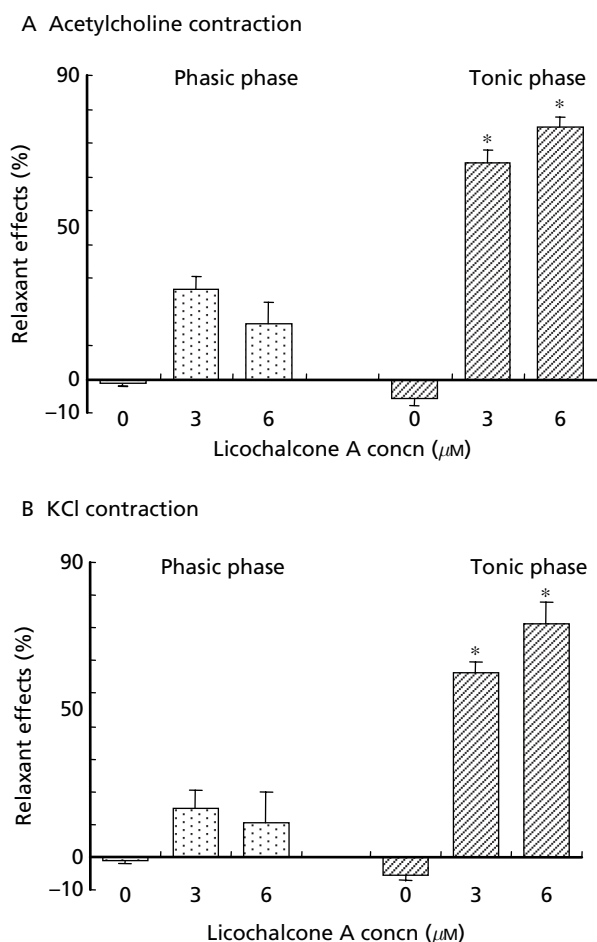 A Acetylcholine contraction
Phasic phase Tonic phase
Relaxant effects (%)
90
50
0
−10
* *
0 3 6 0 3 6
Licochalcone A concn (μM)
B KCl contraction
Phasic phase Tonic phase
Relaxant effects (%)
90
50
0
−10
* *
0 3 6 0 3 6
Licochalcone A concn (μM)